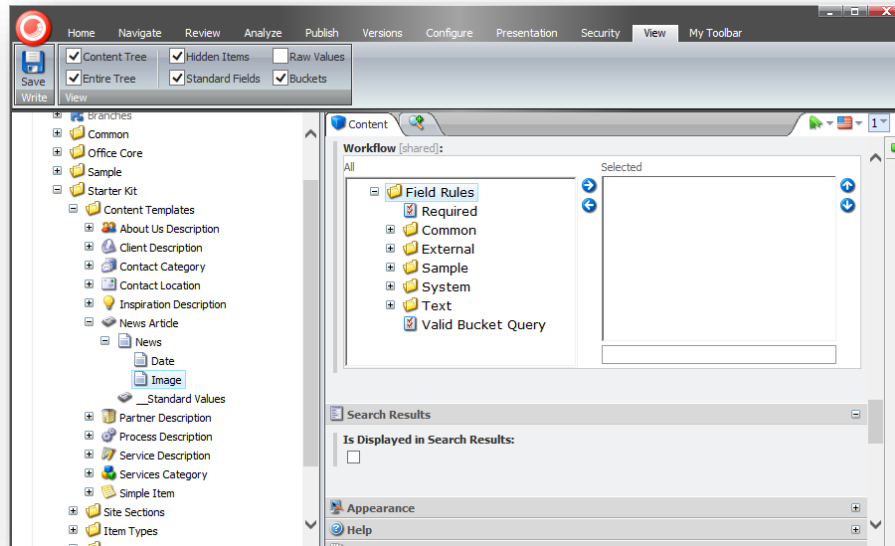 Home Navigate Review Analyze Publish Versions Configure Presentation Security View My Toolbar
Save
Write
Content Tree Hidden Items Raw Values
Entire Tree Standard Fields Buckets
View
Branches
Common
Office Core
Sample
Starter Kit
Content Templates
About Us Description
Client Description
Contact Category
Contact Location
Inspiration Description
News Article
News
Date
Image
__Standard Values
Partner Description
Process Description
Service Description
Services Category
Simple Item
Site Sections
Item Types
Content
1
Workflow [shared]:
All
Selected
Field Rules
Required
Common
External
Sample
System
Text
Valid Bucket Query
Search Results
Is Displayed in Search Results:
Appearance
Help